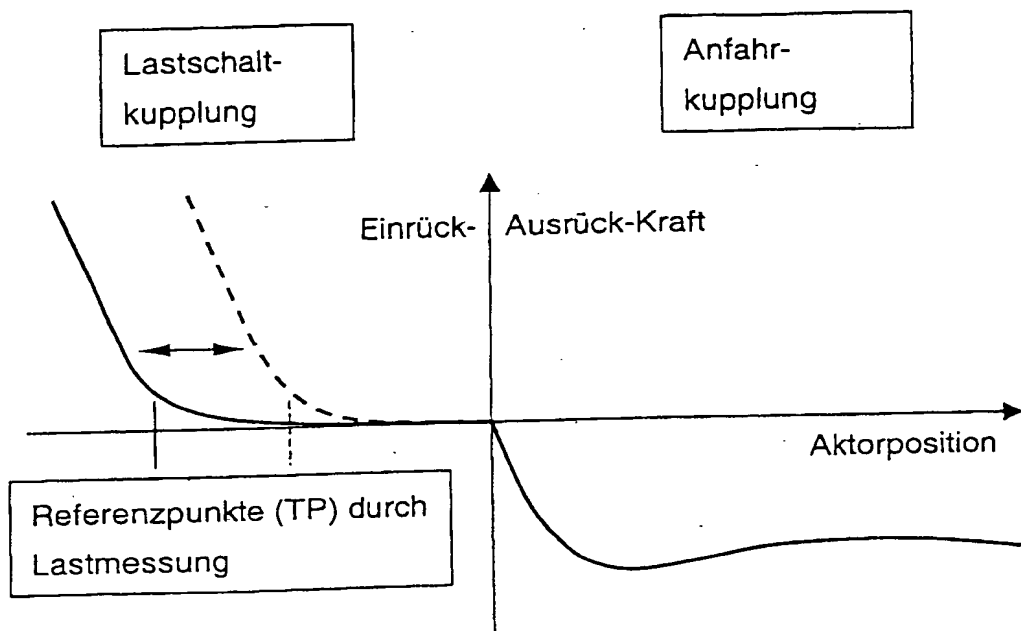 Lastschalt-
kupplung
Anfahr-
kupplung
Einrück- Ausrück-Kraft
Aktorposition
Referenzpunkte (TP) durch
Lastmessung